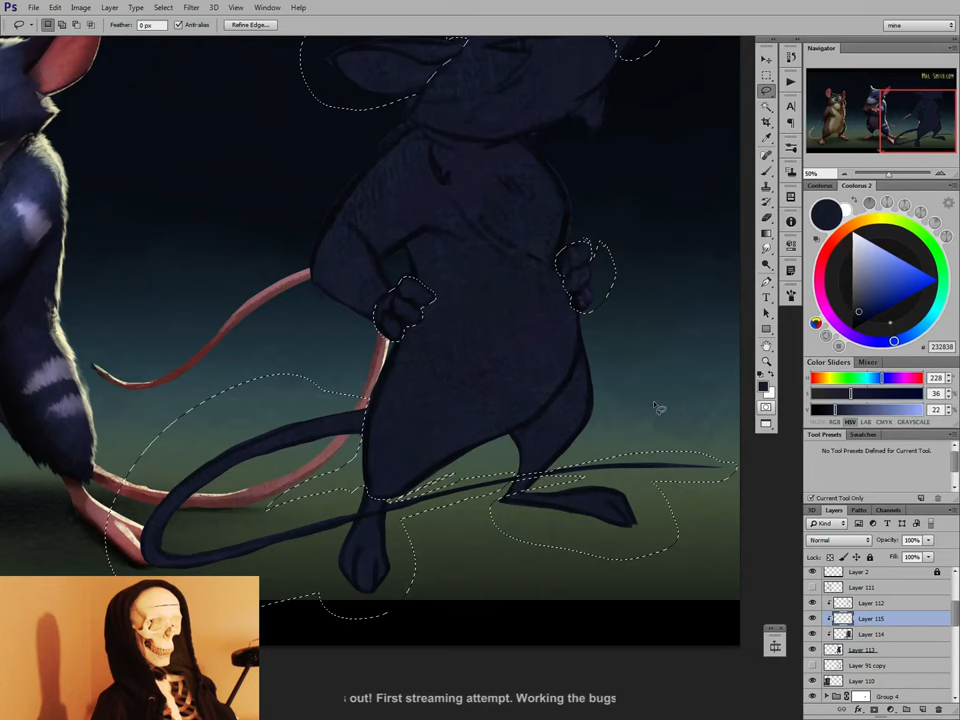 Ps File Edit Image Layer Type Select Filter 3D View Window Help
Feather: 0 px Anti-alias Refine Edge... mine
Navigator
50%
Coolorus Coolorus 2
# 232838
Color Sliders Mixer
H 228
S 36
V 22
RGB HSV LAB CMYK GRAYSCALE
Tool Presets Swatches
No Tool Presets Defined for Current Tool.
Current Tool Only
3D Layers Paths Channels
Kind
Normal Opacity: 100%
Lock: Fill: 100%
Layer 2
Layer 111
Layer 112
Layer 115
Layer 114
Layer 113
Layer 91 copy
Layer 110
Group 4
fx
s out! First streaming attempt. Working the bugs